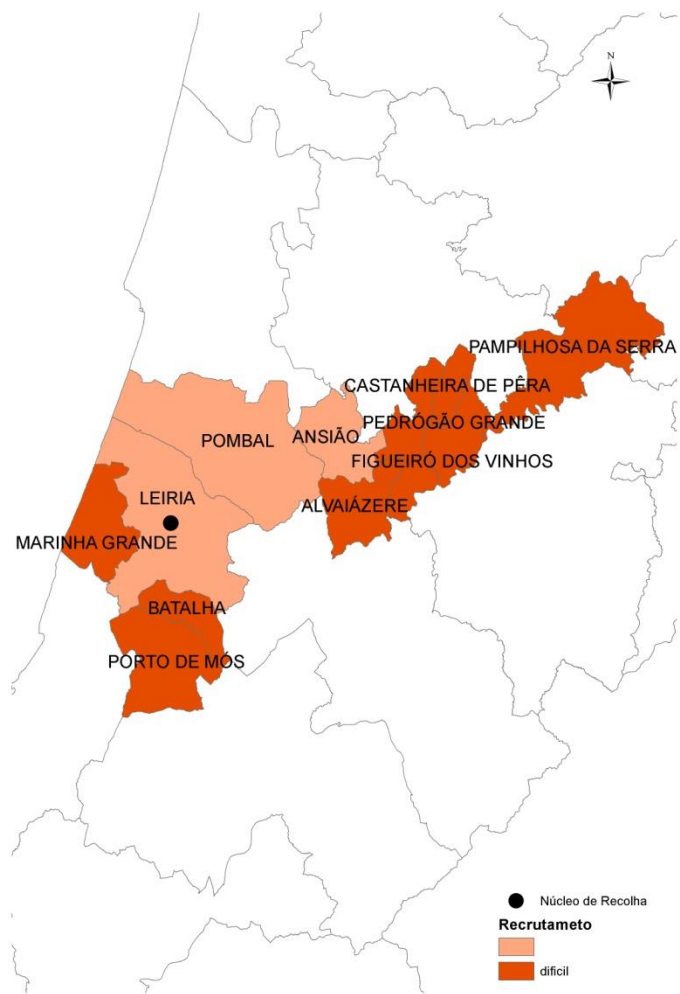 N
PAMPILHOSA DA SERRA
CASTANHEIRA DE PÊRA
PEDRÓGÃO GRANDE
ANSIÃO
POMBAL
FIGUEIRÓ DOS VINHOS
LEIRIA
ALVAIÁZERE
MARINHA GRANDE
BATALHA
PORTO DE MÓS
Núcleo de Recolha
Recrutameto
dificil